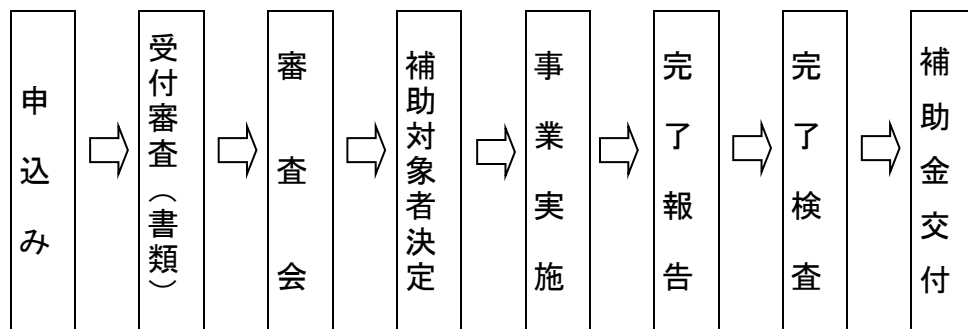 申込み
受付審査（書類）
審査会
補助対象者決定
事業実施
完了報告
完了検査
補助金交付